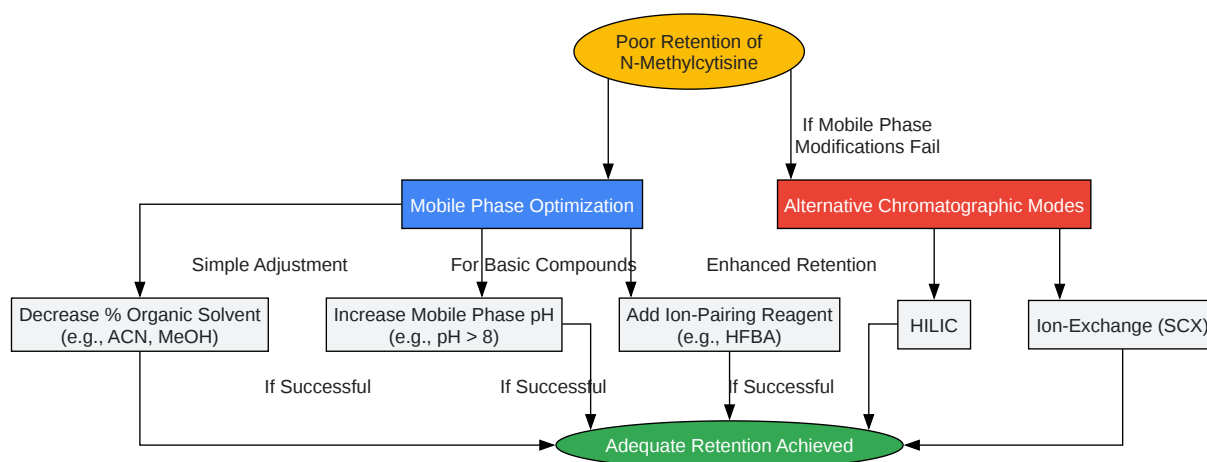 Poor Retention of
N-Methylcytisine
If Mobile Phase
Modifications Fail
Mobile Phase Optimization
Alternative Chromatographic Modes
Simple Adjustment
For Basic Compounds
Enhanced Retention
Decrease % Organic Solvent
(e.g., ACN, MeOH)
Increase Mobile Phase pH
(e.g., pH > 8)
Add Ion-Pairing Reagent
(e.g., HFBA)
HILIC
Ion-Exchange (SCX)
If Successful
If Successful
If Successful
Adequate Retention Achieved